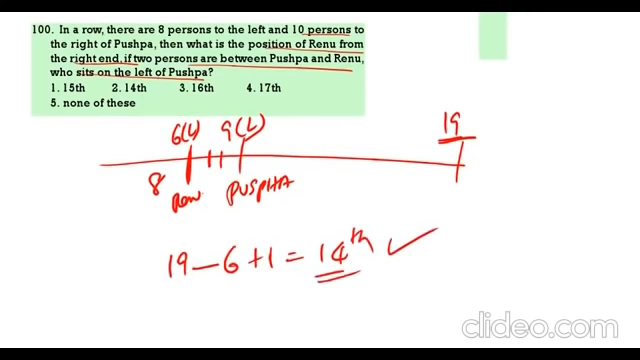 100. In a row, there are 8 persons to the left and 10 persons to
the right of Pushpa, then what is the position of Renu from
the right end, if two persons are between Pushpa and Renu,
who sits on the left of Pushpa?
1. 15th 2. 14th 3. 16th 4. 17th
5. none of these
6(L) 9(L) 19
8 Renu PUSPHA
19 - 6 + 1 = 14th
clideo.com